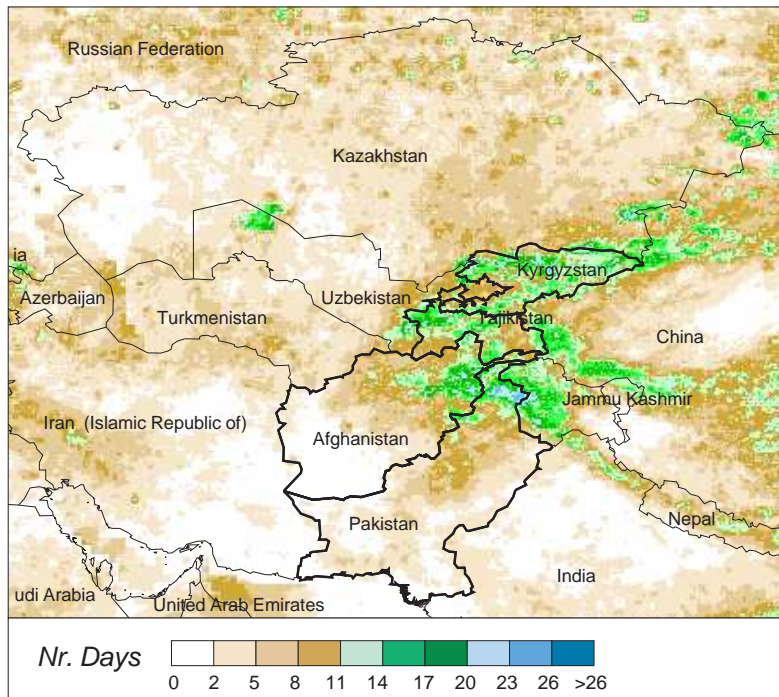 Russian Federation
Kazakhstan
ia
Kyrgyzstan
Azerbaijan
Uzbekistan
Turkmenistan
Tajikistan
China
Jammu Kashmir
Iran (Islamic Republic of)
Afghanistan
Pakistan
Nepal
India
udi Arabia
United Arab Emirates
Nr. Days
0 2 5 8 11 14 17 20 23 26 >26